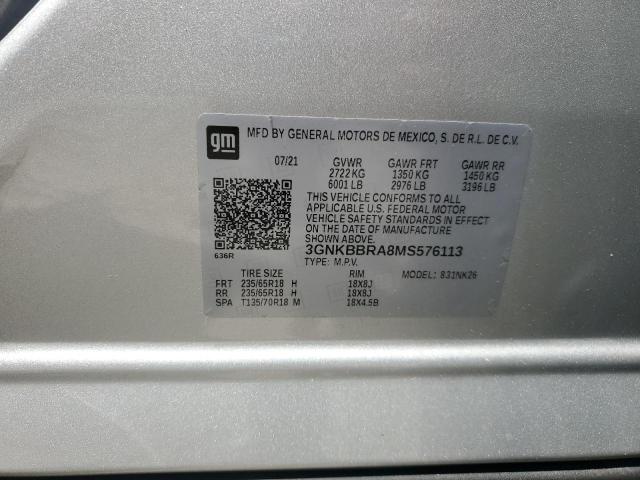 gm
MFD BY GENERAL MOTORS DE MEXICO, S. DE R.L. DE C.V.
07/21 GVWR GAWR FRT GAWR RR
2722 KG 1350 KG 1450 KG
6001 LB 2976 LB 3196 LB
THIS VEHICLE CONFORMS TO ALL
APPLICABLE U.S. FEDERAL MOTOR
VEHICLE SAFETY STANDARDS IN EFFECT
ON THE DATE OF MANUFACTURE
SHOWN ABOVE.
3GNKBBRA8MS576113
636R TYPE: M.P.V. MODEL: 831NK26
TIRE SIZE RIM
FRT 235/65R18 H 18X8J
RR 235/65R18 H 18X8J
SPA T135/70R18 M 18X4.5B